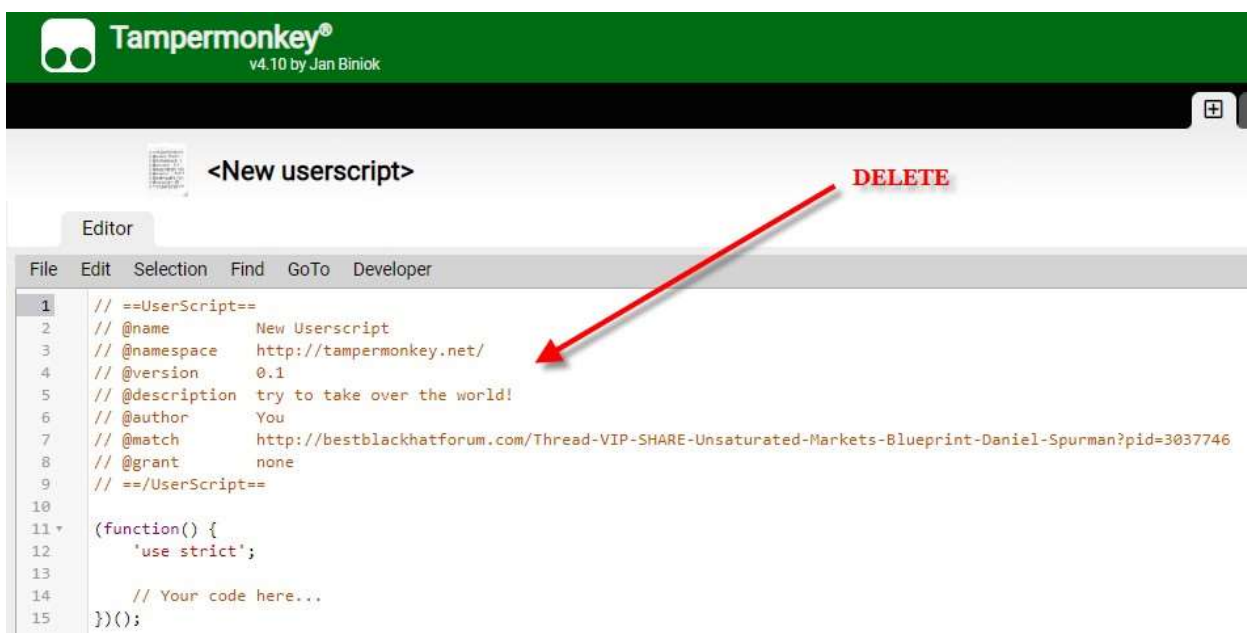 Tampermonkey®
v4.10 by Jan Biniok
<New userscript>
DELETE
Editor
File Edit Selection Find GoTo Developer
1 // ==UserScript==
2 // @name New Userscript
3 // @namespace http://tampermonkey.net/
4 // @version 0.1
5 // @description try to take over the world!
6 // @author You
7 // @match http://bestblackhatforum.com/Thread-VIP-SHARE-Unsaturated-Markets-Blueprint-Daniel-Spurman?pid=3037746
8 // @grant none
9 // ==/UserScript==
10
11 (function() {
12 'use strict';
13
14 // Your code here...
15 })();